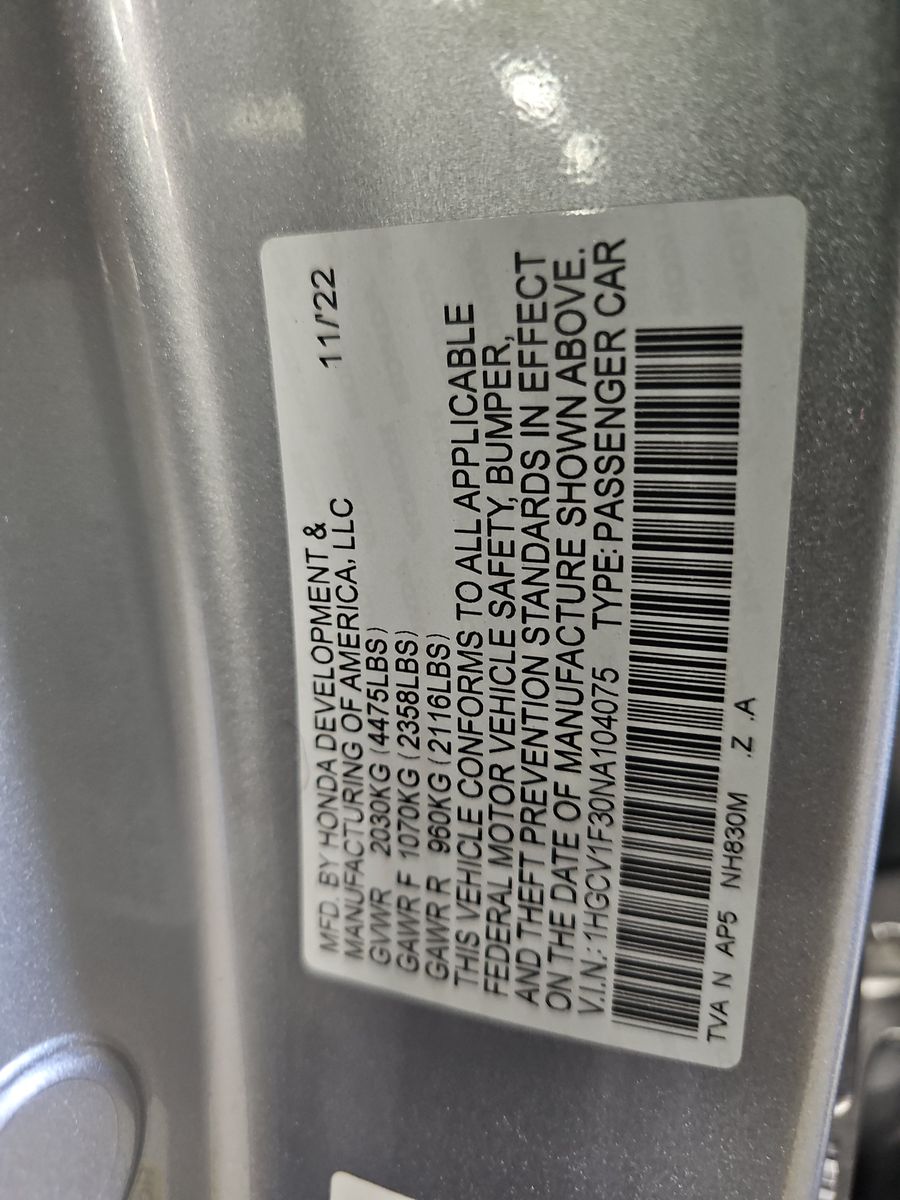 MFD. BY HONDA DEVELOPMENT & 11/'22
MANUFACTURING OF AMERICA, LLC
GVWR 2030KG (4475LBS)
GAWR F 1070KG (2358LBS)
GAWR R 960KG (2116LBS)
THIS VEHICLE CONFORMS TO ALL APPLICABLE
FEDERAL MOTOR VEHICLE SAFETY, BUMPER,
AND THEFT PREVENTION STANDARDS IN EFFECT
ON THE DATE OF MANUFACTURE SHOWN ABOVE.
V.I.N.: 1HGCV1F30NA104075 TYPE: PASSENGER CAR
TVA N AP5 NH830M .Z .A